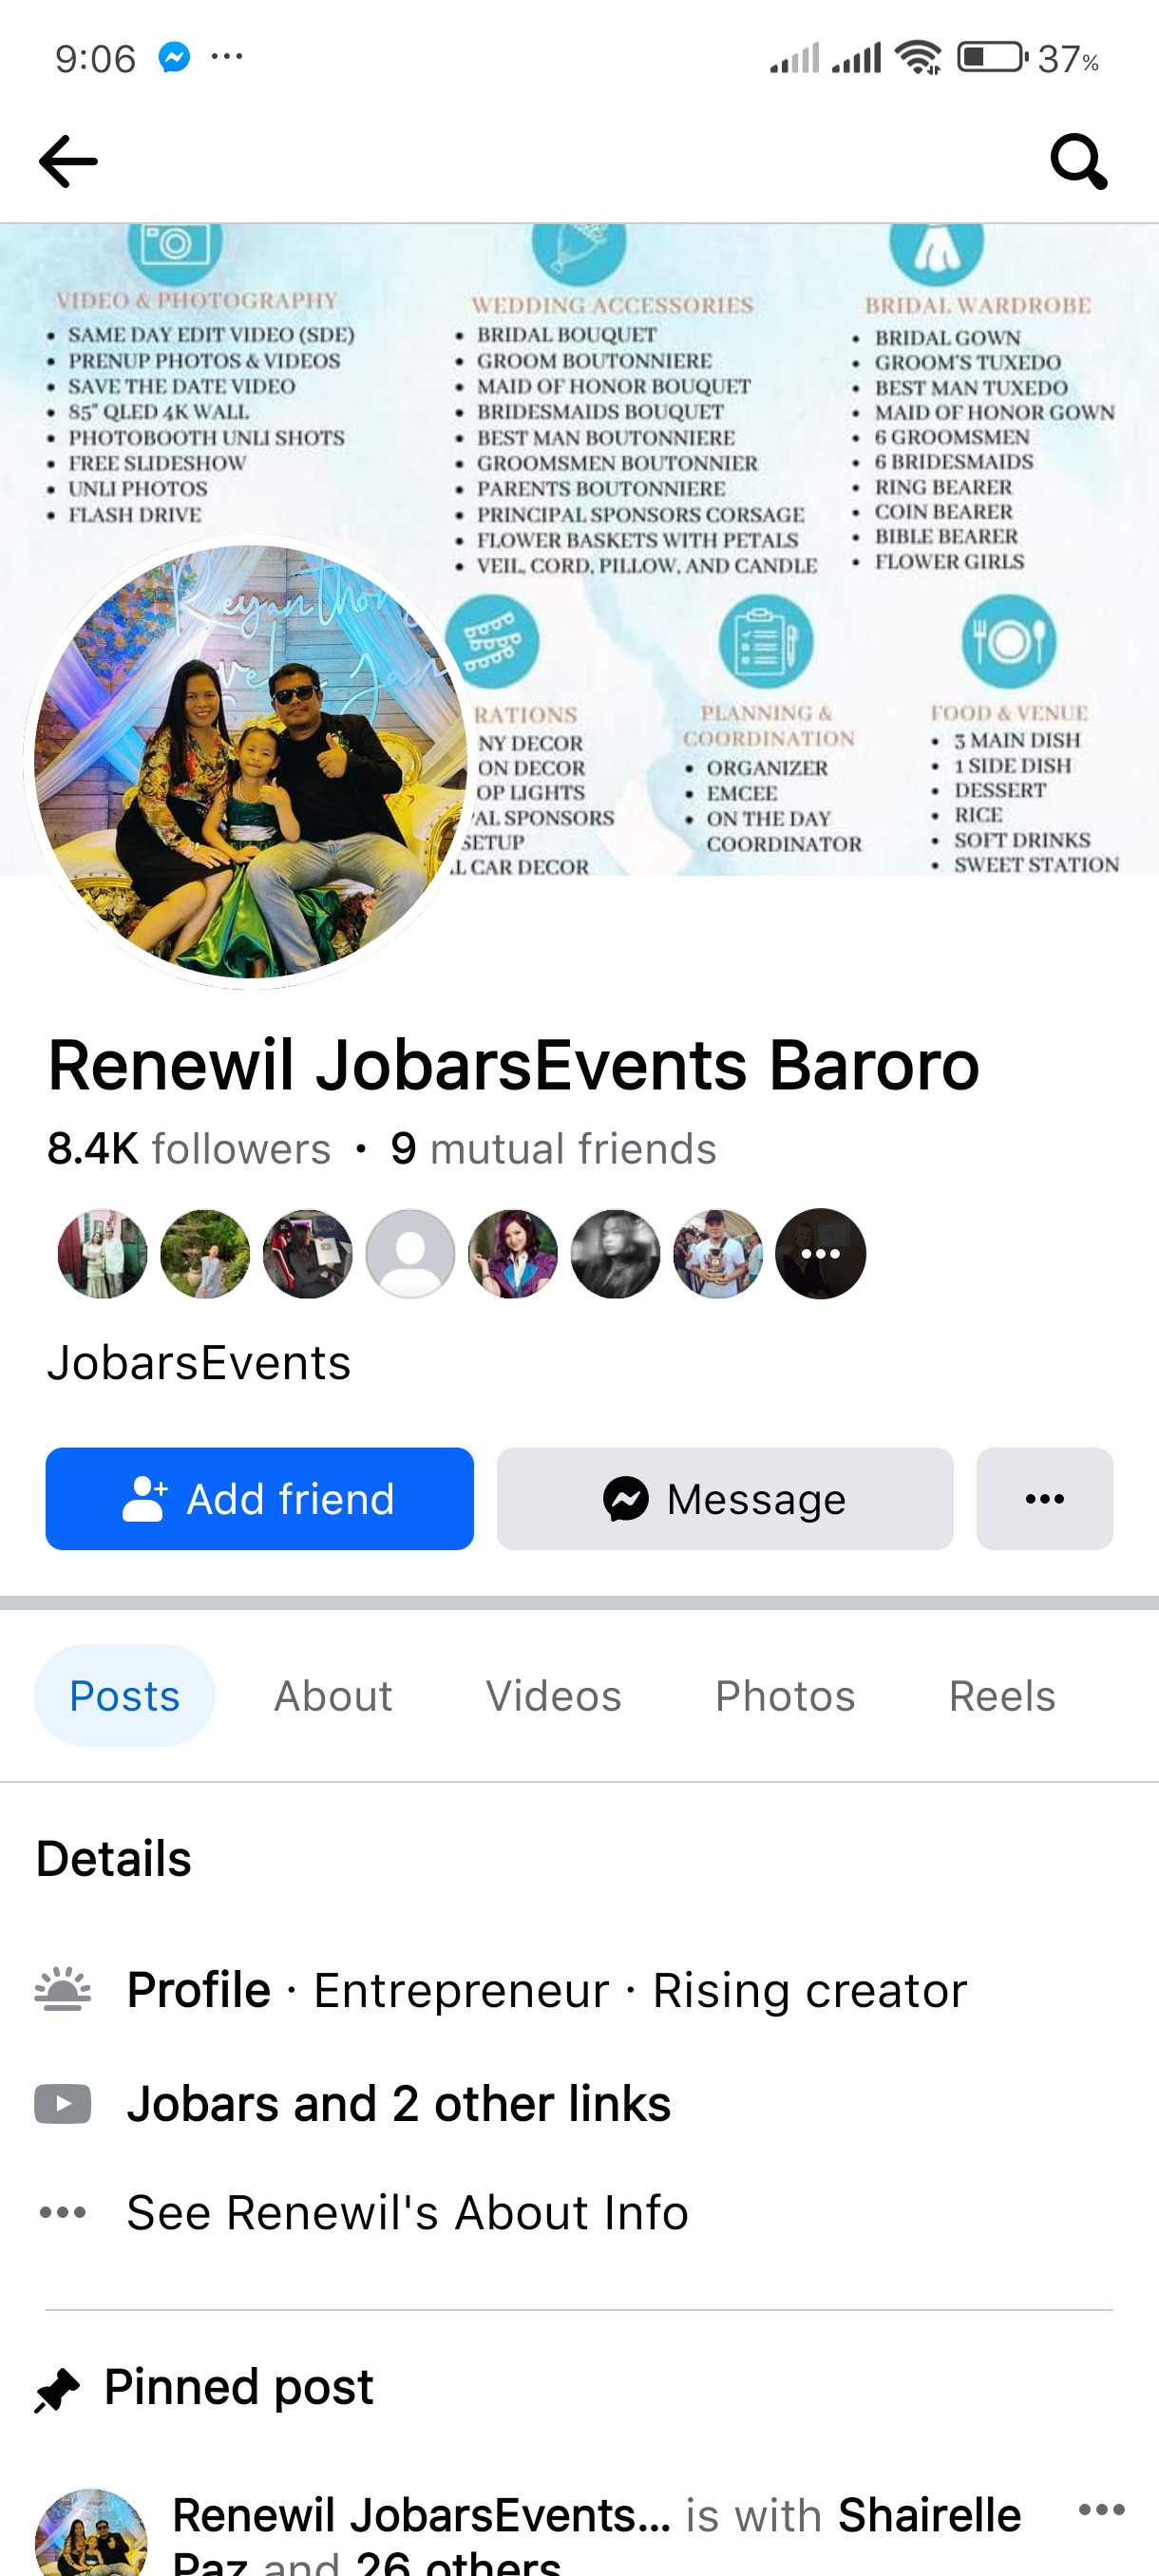 9:06
37%
VIDEO & PHOTOGRAPHY
SAME DAY EDIT VIDEO (SDE)
PRENUP PHOTOS & VIDEOS
SAVE THE DATE VIDEO
85" QLED 4K WALL
PHOTOBOOTH UNLI SHOTS
FREE SLIDESHOW
UNLI PHOTOS
FLASH DRIVE
WEDDING ACCESSORIES
BRIDAL BOUQUET
GROOM BOUTONNIERE
MAID OF HONOR BOUQUET
BRIDESMAIDS BOUQUET
BEST MAN BOUTONNIERE
GROOMSMEN BOUTONNIER
PARENTS BOUTONNIERE
PRINCIPAL SPONSORS CORSAGE
FLOWER BASKETS WITH PETALS
VEIL, CORD, PILLOW, AND CANDLE
BRIDAL WARDROBE
BRIDAL GOWN
GROOM'S TUXEDO
BEST MAN TUXEDO
MAID OF HONOR GOWN
6 GROOMSMEN
6 BRIDESMAIDS
RING BEARER
COIN BEARER
BIBLE BEARER
FLOWER GIRLS
RATIONS
NY DECOR
ON DECOR
OP LIGHTS
PAL SPONSORS
SETUP
L CAR DECOR
PLANNING &
COORDINATION
ORGANIZER
EMCEE
ON THE DAY
COORDINATOR
FOOD & VENUE
3 MAIN DISH
1 SIDE DISH
DESSERT
RICE
SOFT DRINKS
SWEET STATION
Renewil JobarsEvents Baroro
8.4K followers · 9 mutual friends
JobarsEvents
Add friend
Message
Posts
About
Videos
Photos
Reels
Details
Profile · Entrepreneur · Rising creator
Jobars and 2 other links
See Renewil's About Info
Pinned post
Renewil JobarsEvents... is with Shairelle
Paz and 26 others